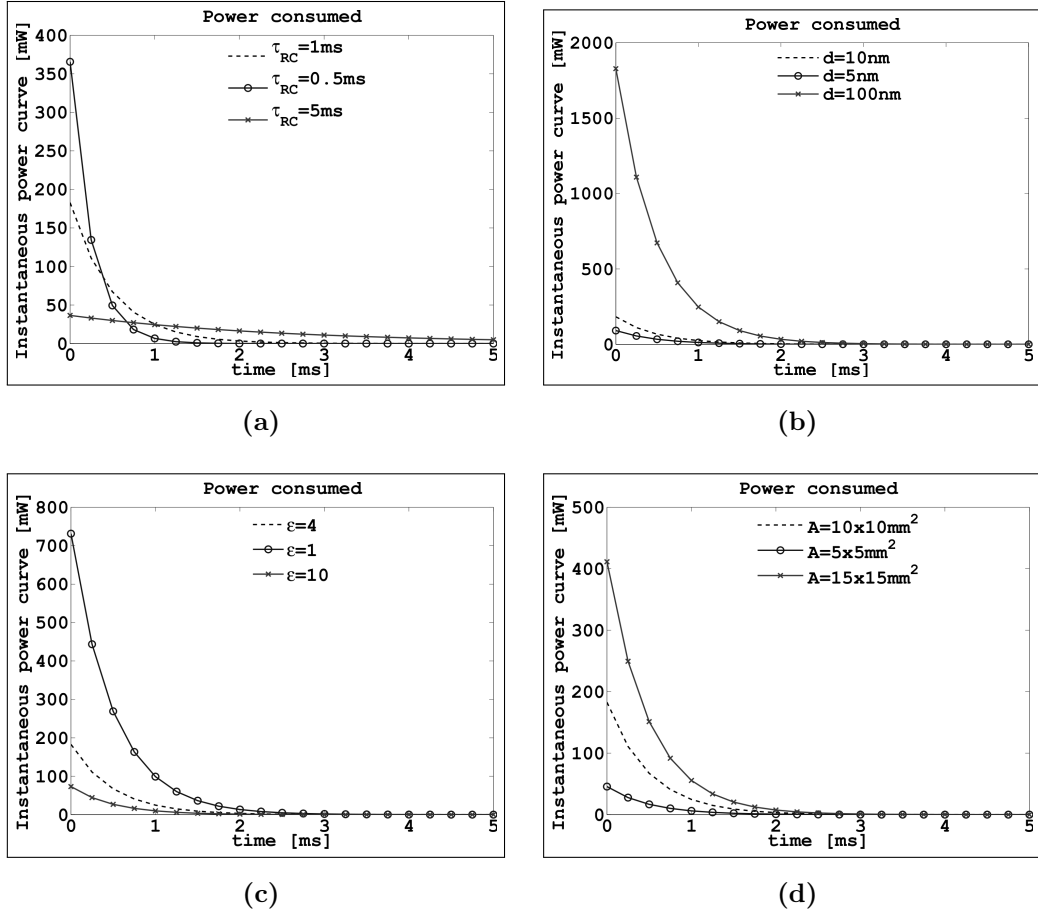 Power consumed
Instantaneous power curve [mW]
400
350
300
250
200
150
100
50
0
τRC=1ms
τRC=0.5ms
τRC=5ms
0 1 2 3 4 5
time [ms]
(a)
Power consumed
Instantaneous power curve [mW]
2000
1500
1000
500
0
d=10nm
d=5nm
d=100nm
0 1 2 3 4 5
time [ms]
(b)
Power consumed
Instantaneous power curve [mW]
800
700
600
500
400
300
200
100
0
ε=4
ε=1
ε=10
0 1 2 3 4 5
time [ms]
(c)
Power consumed
Instantaneous power curve [mW]
500
400
300
200
100
0
A=10x10mm²
A=5x5mm²
A=15x15mm²
0 1 2 3 4 5
time [ms]
(d)